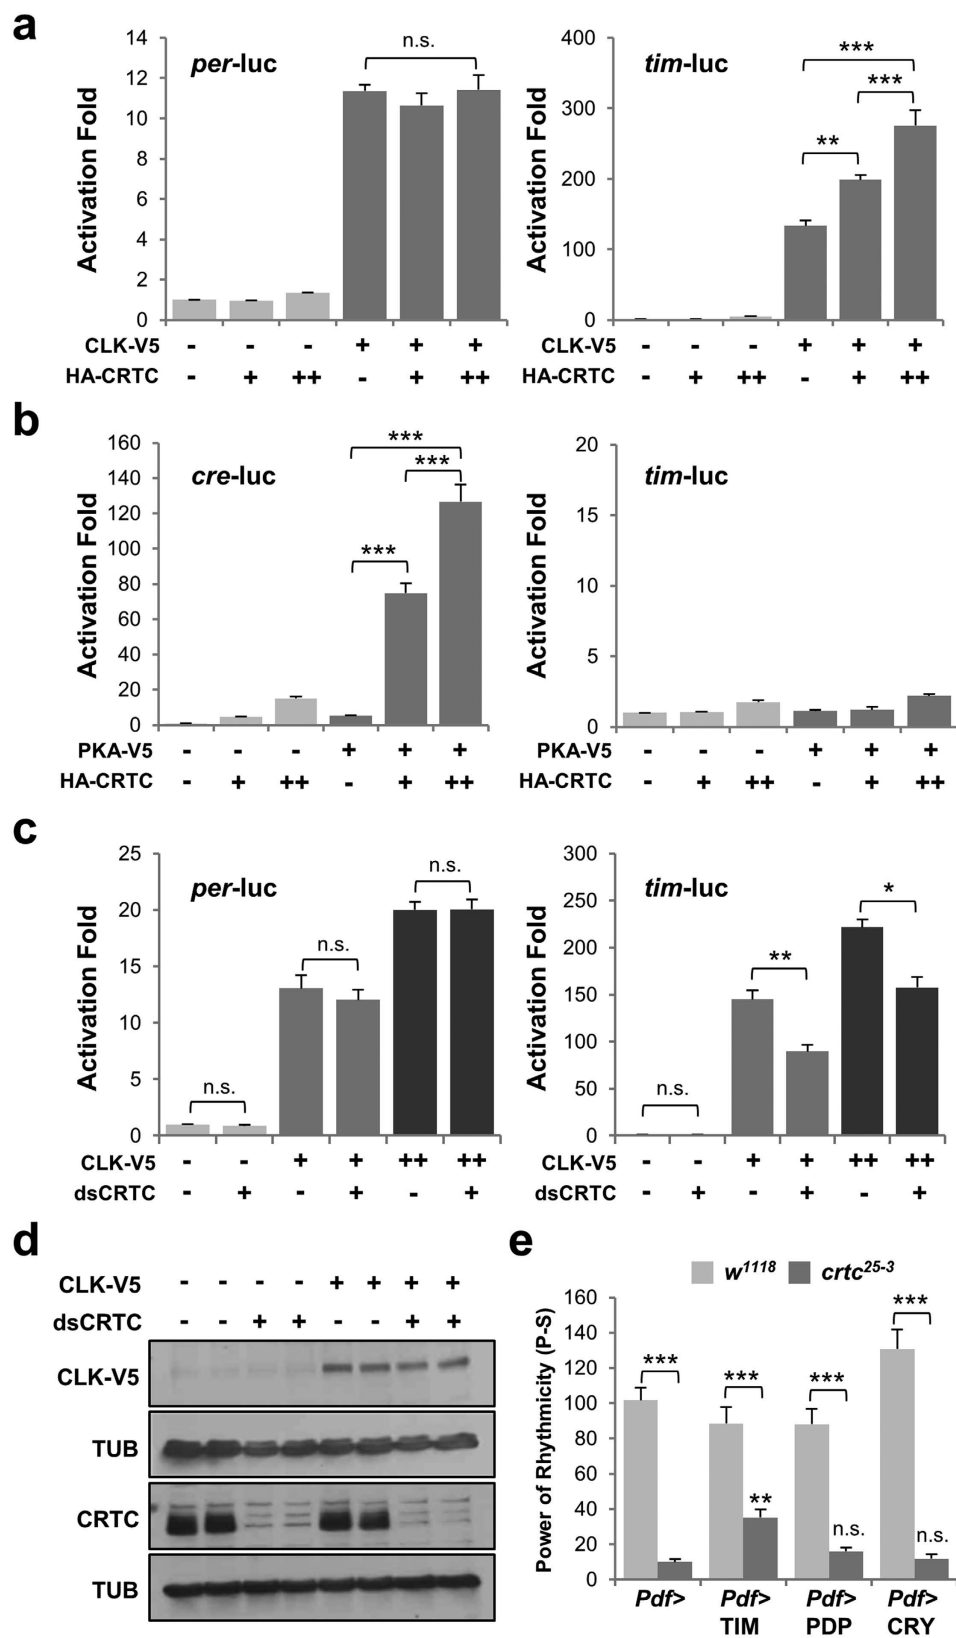 a
14
12
10
8
6
4
2
0
Activation Fold
per-luc
n.s.
CLK-V5 - - - + + +
HA-CRTC - + ++ - + ++
400
300
200
100
0
Activation Fold
tim-luc
***
***
**
CLK-V5 - - - + + +
HA-CRTC - + ++ - + ++
b
160
140
120
100
80
60
40
20
0
Activation Fold
cre-luc
***
***
***
PKA-V5 - - - + + +
HA-CRTC - + ++ - + ++
20
15
10
5
0
Activation Fold
tim-luc
PKA-V5 - - - + + +
HA-CRTC - + ++ - + ++
c
25
20
15
10
5
0
Activation Fold
per-luc
n.s.
n.s.
n.s.
CLK-V5 - - + + ++ ++
dsCRTC - + - + - +
300
250
200
150
100
50
0
Activation Fold
tim-luc
*
**
n.s.
CLK-V5 - - + + ++ ++
dsCRTC - + - + - +
d
CLK-V5 - - - - + + + +
dsCRTC - - + + - - + +
CLK-V5
TUB
CRTC
TUB
e
w1118 crtc25-3
160
140
120
100
80
60
40
20
0
Power of Rhythmicity (P-S)
***
***
***
***
**
n.s.
n.s.
Pdf> Pdf> Pdf> Pdf>
TIM PDP CRY